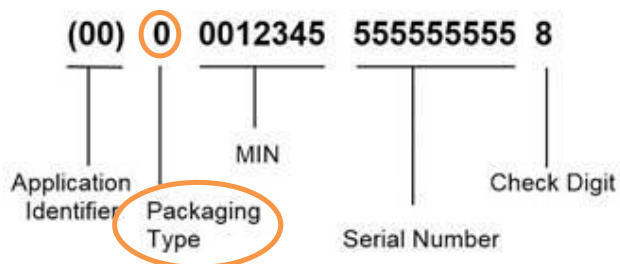 (00) 0 0012345 555555555 8
MIN
Application
Identifier
Packaging
Type
Serial Number
Check Digit